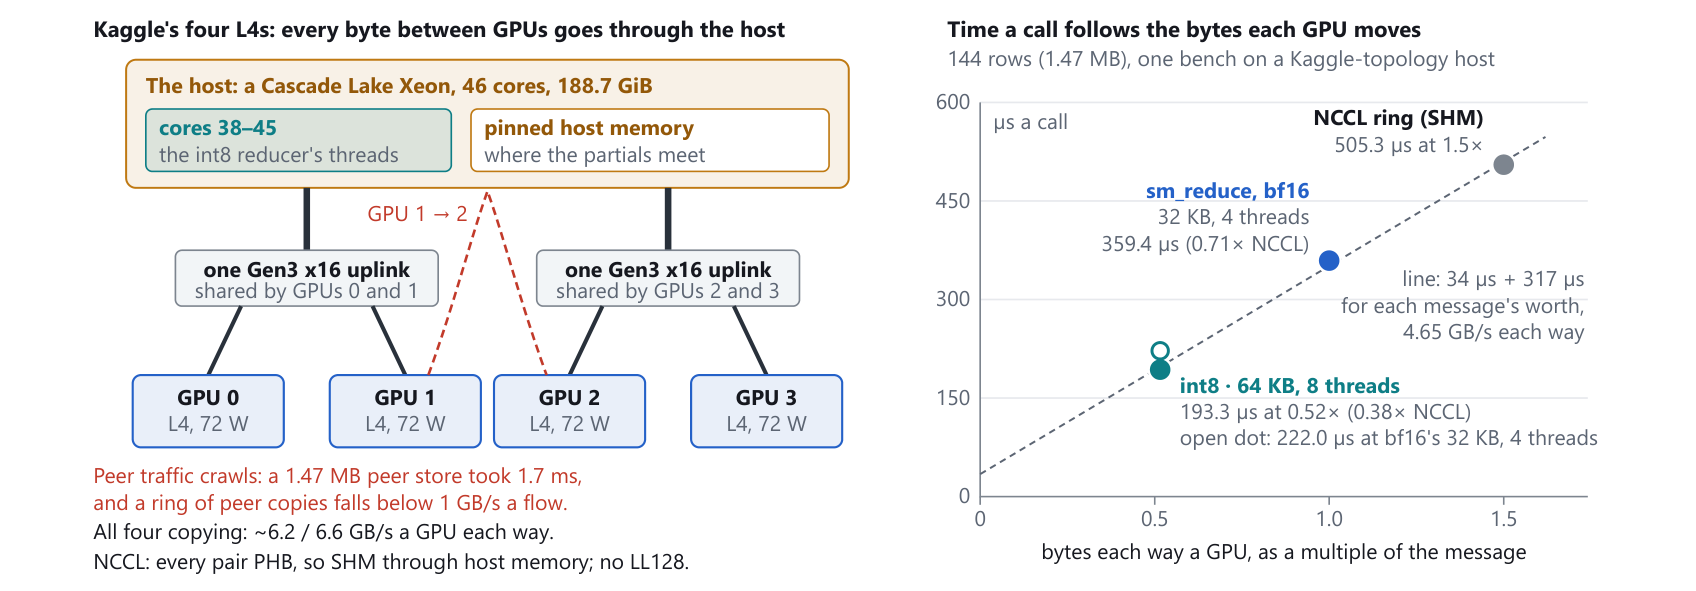 Kaggle's four L4s: every byte between GPUs goes through the host
The host: a Cascade Lake Xeon, 46 cores, 188.7 GiB
cores 38–45
the int8 reducer's threads
pinned host memory
where the partials meet
GPU 1 → 2
one Gen3 x16 uplink
shared by GPUs 0 and 1
one Gen3 x16 uplink
shared by GPUs 2 and 3
GPU 0
L4, 72 W
GPU 1
L4, 72 W
GPU 2
L4, 72 W
GPU 3
L4, 72 W
Peer traffic crawls: a 1.47 MB peer store took 1.7 ms,
and a ring of peer copies falls below 1 GB/s a flow.
All four copying: ~6.2 / 6.6 GB/s a GPU each way.
NCCL: every pair PHB, so SHM through host memory; no LL128.
Time a call follows the bytes each GPU moves
144 rows (1.47 MB), one bench on a Kaggle-topology host
600
450
300
150
0
µs a call
NCCL ring (SHM)
505.3 µs at 1.5×
sm_reduce, bf16
32 KB, 4 threads
359.4 µs (0.71× NCCL)
line: 34 µs + 317 µs
for each message's worth,
4.65 GB/s each way
int8 · 64 KB, 8 threads
193.3 µs at 0.52× (0.38× NCCL)
open dot: 222.0 µs at bf16's 32 KB, 4 threads
0
0.5
1.0
1.5
bytes each way a GPU, as a multiple of the message